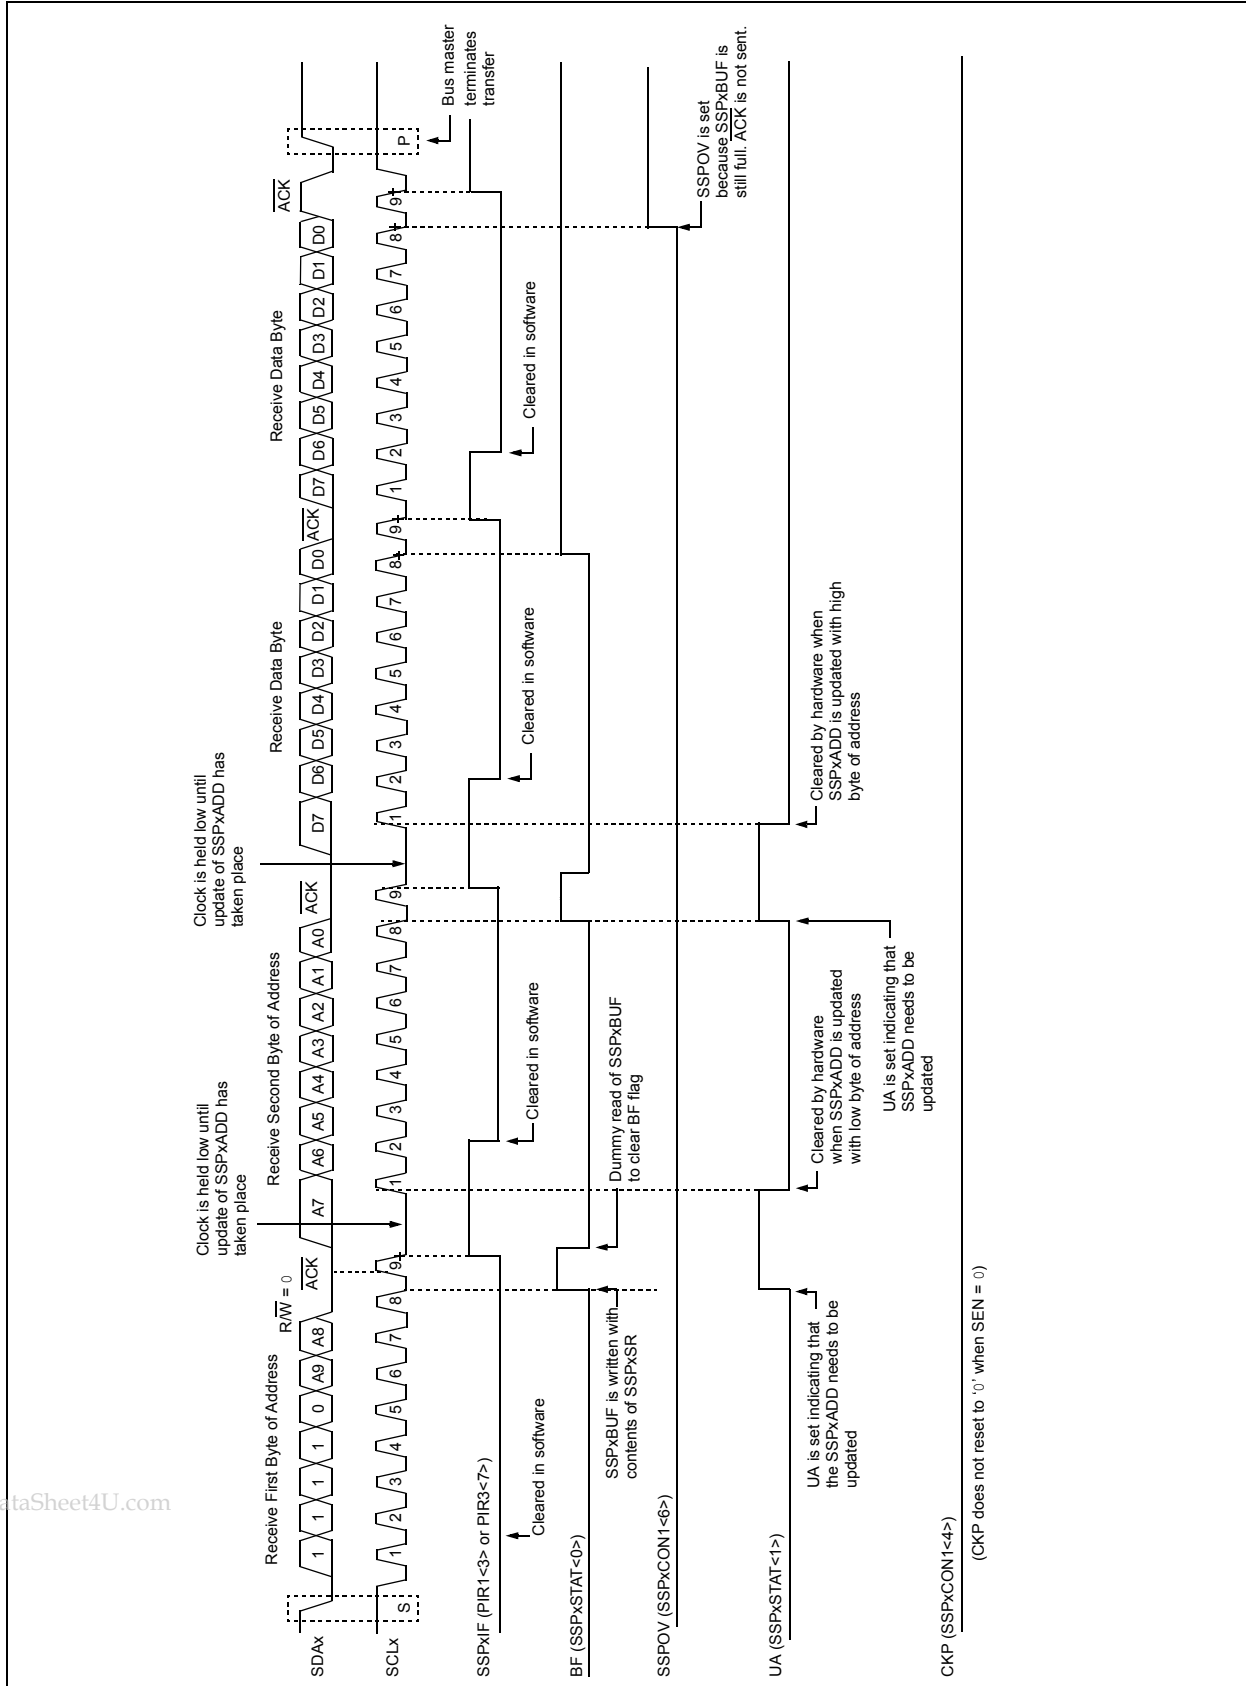 Receive First Byte of Address
R/W = 0
Receive Second Byte of Address
Receive Data Byte
Receive Data Byte
Clock is held low until
update of SSPxADD has
taken place
Clock is held low until
update of SSPxADD has
taken place
SDAx
1 1 1 1 0 A9 A8 ACK A7 A6 A5 A4 A3 A2 A1 A0 ACK D7 D6 D5 D4 D3 D2 D1 D0 ACK D7 D6 D5 D4 D3 D2 D1 D0 ACK
SCLx
S 1 2 3 4 5 6 7 8 9 1 2 3 4 5 6 7 8 9 1 2 3 4 5 6 7 8 9 1 2 3 4 5 6 7 8 9 P
Bus master
terminates
transfer
SSPxIF (PIR1<3> or PIR3<7>)
Cleared in software
Cleared in software
Cleared in software
Cleared in software
BF (SSPxSTAT<0>)
SSPxBUF is written with
contents of SSPxSR
Dummy read of SSPxBUF
to clear BF flag
SSPOV (SSPxCON1<6>)
SSPOV is set
because SSPxBUF is
still full. ACK is not sent.
UA (SSPxSTAT<1>)
UA is set indicating that
the SSPxADD needs to be
updated
Cleared by hardware
when SSPxADD is updated
with low byte of address
UA is set indicating that
SSPxADD needs to be
updated
Cleared by hardware when
SSPxADD is updated with high
byte of address
CKP (SSPxCON1<4>)
(CKP does not reset to ‘0’ when SEN = 0)
ataSheet4U.com